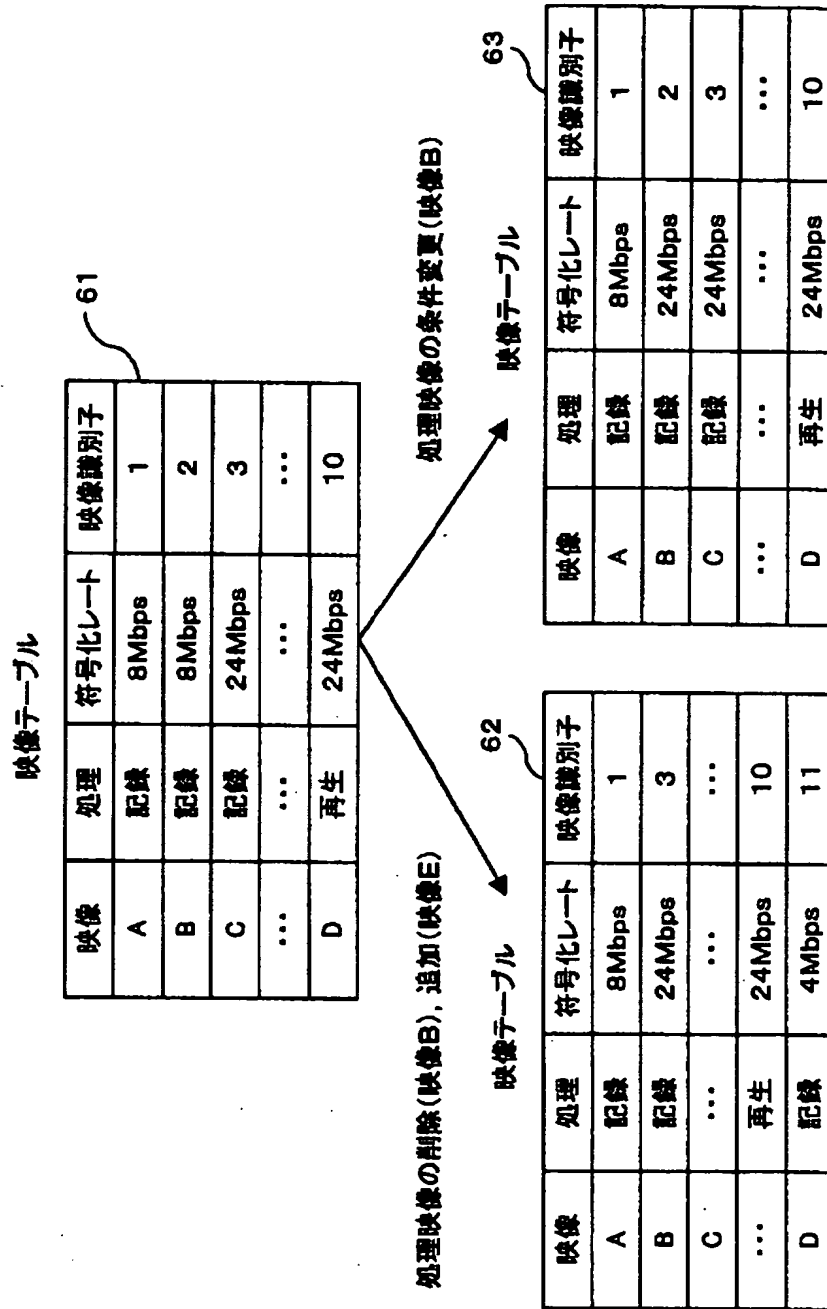 映像テーブル
61
映像 処理 符号化レート 映像識別子
A 記録 8Mbps 1
B 記録 8Mbps 2
C 記録 24Mbps 3
… … … …
D 再生 24Mbps 10
処理映像の削除(映像B), 追加(映像E)
処理映像の条件変更(映像B)
映像テーブル
62
映像 処理 符号化レート 映像識別子
A 記録 8Mbps 1
B 記録 24Mbps 3
C … … …
… 再生 24Mbps 10
D 記録 4Mbps 11
映像テーブル
63
映像 処理 符号化レート 映像識別子
A 記録 8Mbps 1
B 記録 24Mbps 2
C 記録 24Mbps 3
… … … …
D 再生 24Mbps 10